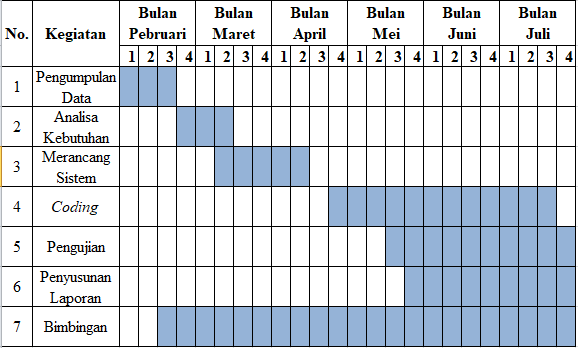 No. Kegiatan Bulan Pebruari Bulan Maret Bulan April Bulan Mei Bulan Juni Bulan Juli
1 2 3 4 1 2 3 4 1 2 3 4 1 2 3 4 1 2 3 4 1 2 3 4
1 Pengumpulan Data
2 Analisa Kebutuhan
3 Merancang Sistem
4 Coding
5 Pengujian
6 Penyusunan Laporan
7 Bimbingan